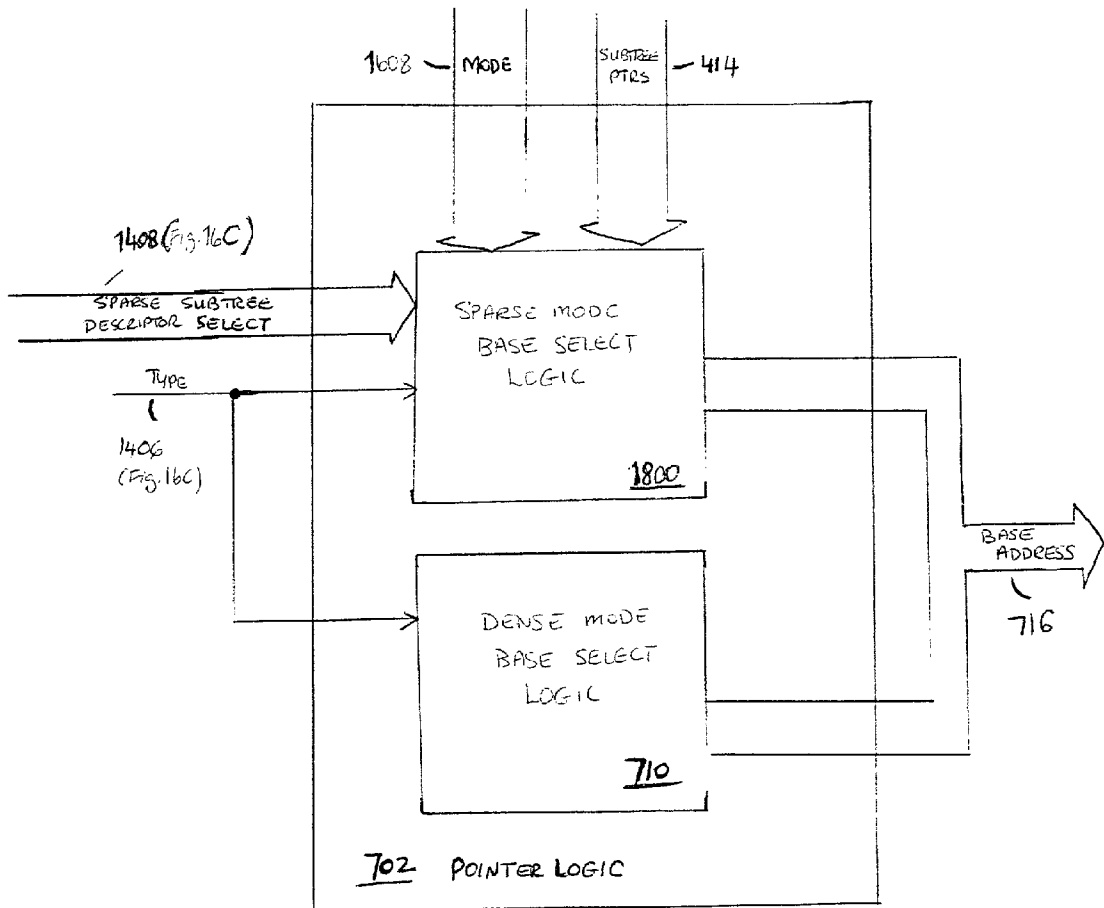 1608 MODE
SUBTREE
PTRS
414
1408 (Fig. 16C)
SPARSE SUBTREE
DESCRIPTOR SELECT
TYPE
1406
(Fig. 16C)
SPARSE MODE
BASE SELECT
LOGIC
1800
BASE
ADDRESS
716
DENSE MODE
BASE SELECT
LOGIC
710
702 POINTER LOGIC